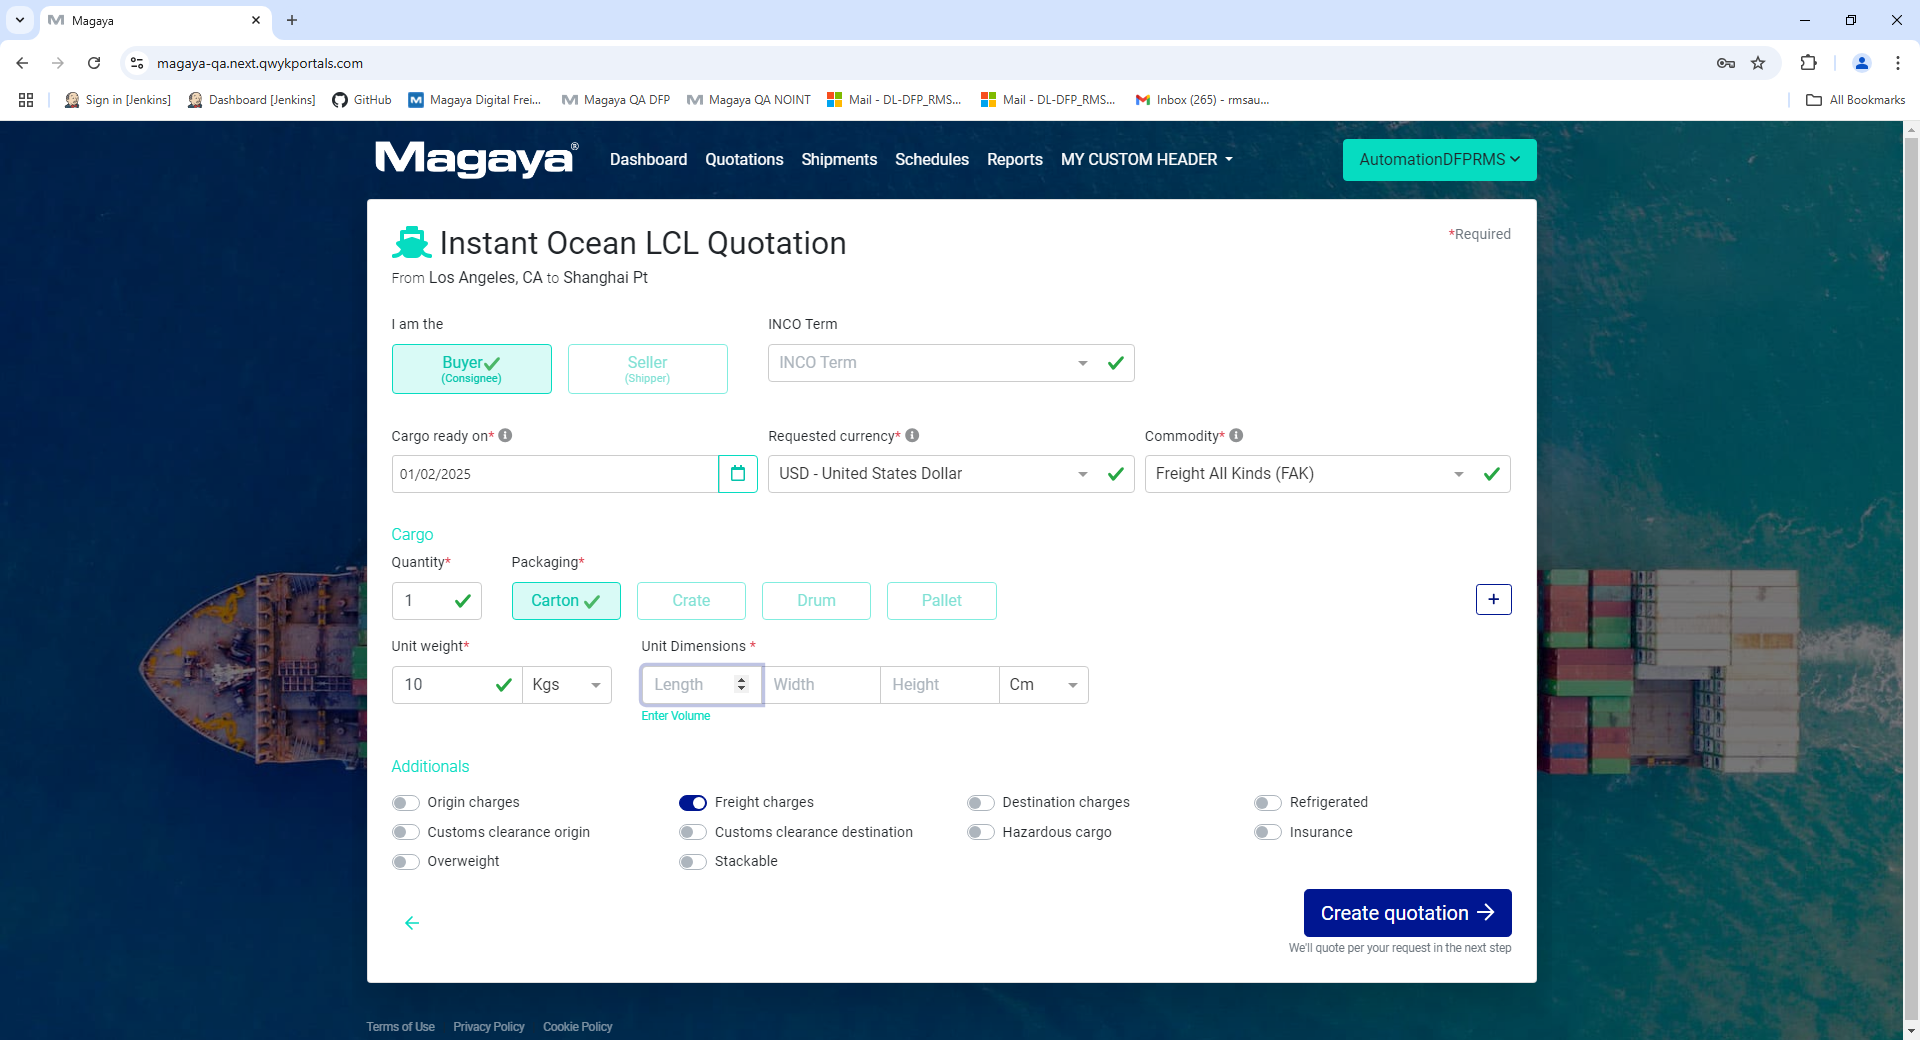 Magaya
magaya-qa.next.qwykportals.com
Sign in [Jenkins]
Dashboard [Jenkins]
GitHub
Magaya Digital Frei...
Magaya QA DFP
Magaya QA NOINT
Mail - DL-DFP_RMS...
Mail - DL-DFP_RMS...
Inbox (265) - rmsau...
All Bookmarks
Magaya®
Dashboard
Quotations
Shipments
Schedules
Reports
MY CUSTOM HEADER
AutomationDFPRMS
Instant Ocean LCL Quotation
*Required
From Los Angeles, CA to Shanghai Pt
I am the
INCO Term
Buyer
(Consignee)
Seller
(Shipper)
INCO Term
Cargo ready on*
Requested currency*
Commodity*
01/02/2025
USD - United States Dollar
Freight All Kinds (FAK)
Cargo
Quantity*
Packaging*
1
Carton
Crate
Drum
Pallet
+
Unit weight*
Unit Dimensions *
10
Kgs
Length
Width
Height
Cm
Enter Volume
Additionals
Origin charges
Freight charges
Destination charges
Refrigerated
Customs clearance origin
Customs clearance destination
Hazardous cargo
Insurance
Overweight
Stackable
Create quotation
We'll quote per your request in the next step
Terms of Use
Privacy Policy
Cookie Policy